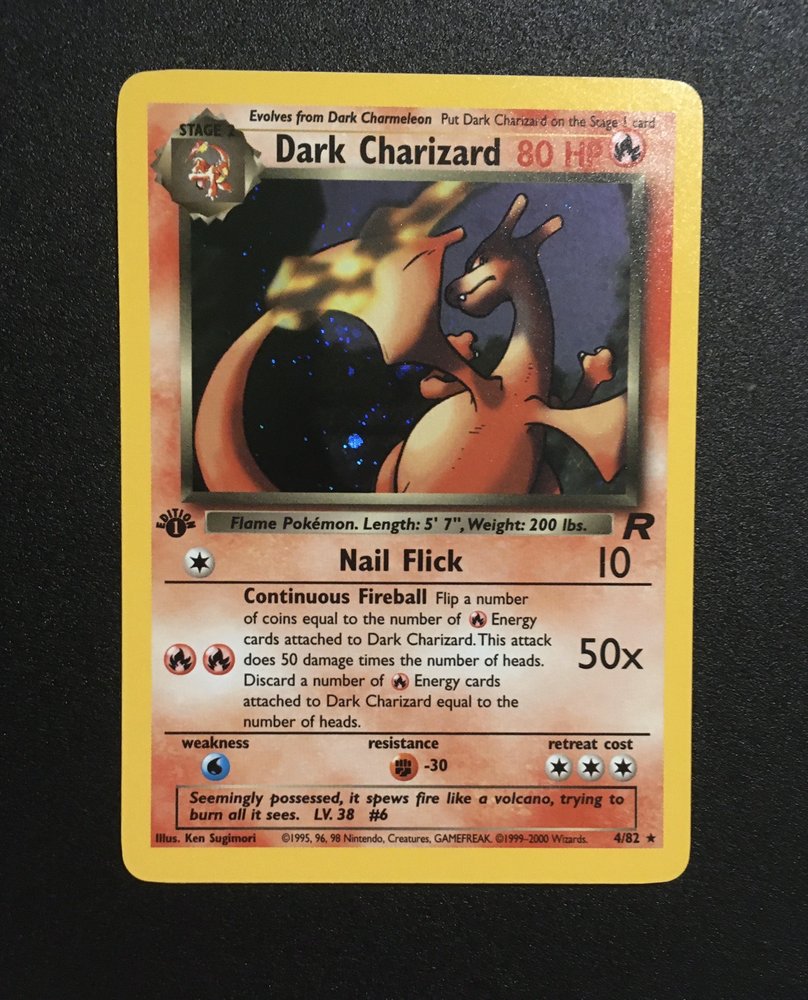 Evolves from Dark Charmeleon Put Dark Charizard on the Stage 1 card
STAGE 2
Dark Charizard 80 HP
EDITION
1
Flame Pokémon. Length: 5' 7", Weight: 200 lbs.
R
Nail Flick 10
Continuous Fireball Flip a number
of coins equal to the number of Energy
cards attached to Dark Charizard. This attack
does 50 damage times the number of heads.
50x
Discard a number of Energy cards
attached to Dark Charizard equal to the
number of heads.
weakness resistance retreat cost
-30
Seemingly possessed, it spews fire like a volcano, trying to
burn all it sees. LV. 38 #6
Illus. Ken Sugimori ©1995, 96, 98 Nintendo, Creatures, GAMEFREAK. ©1999-2000 Wizards. 4/82 ★